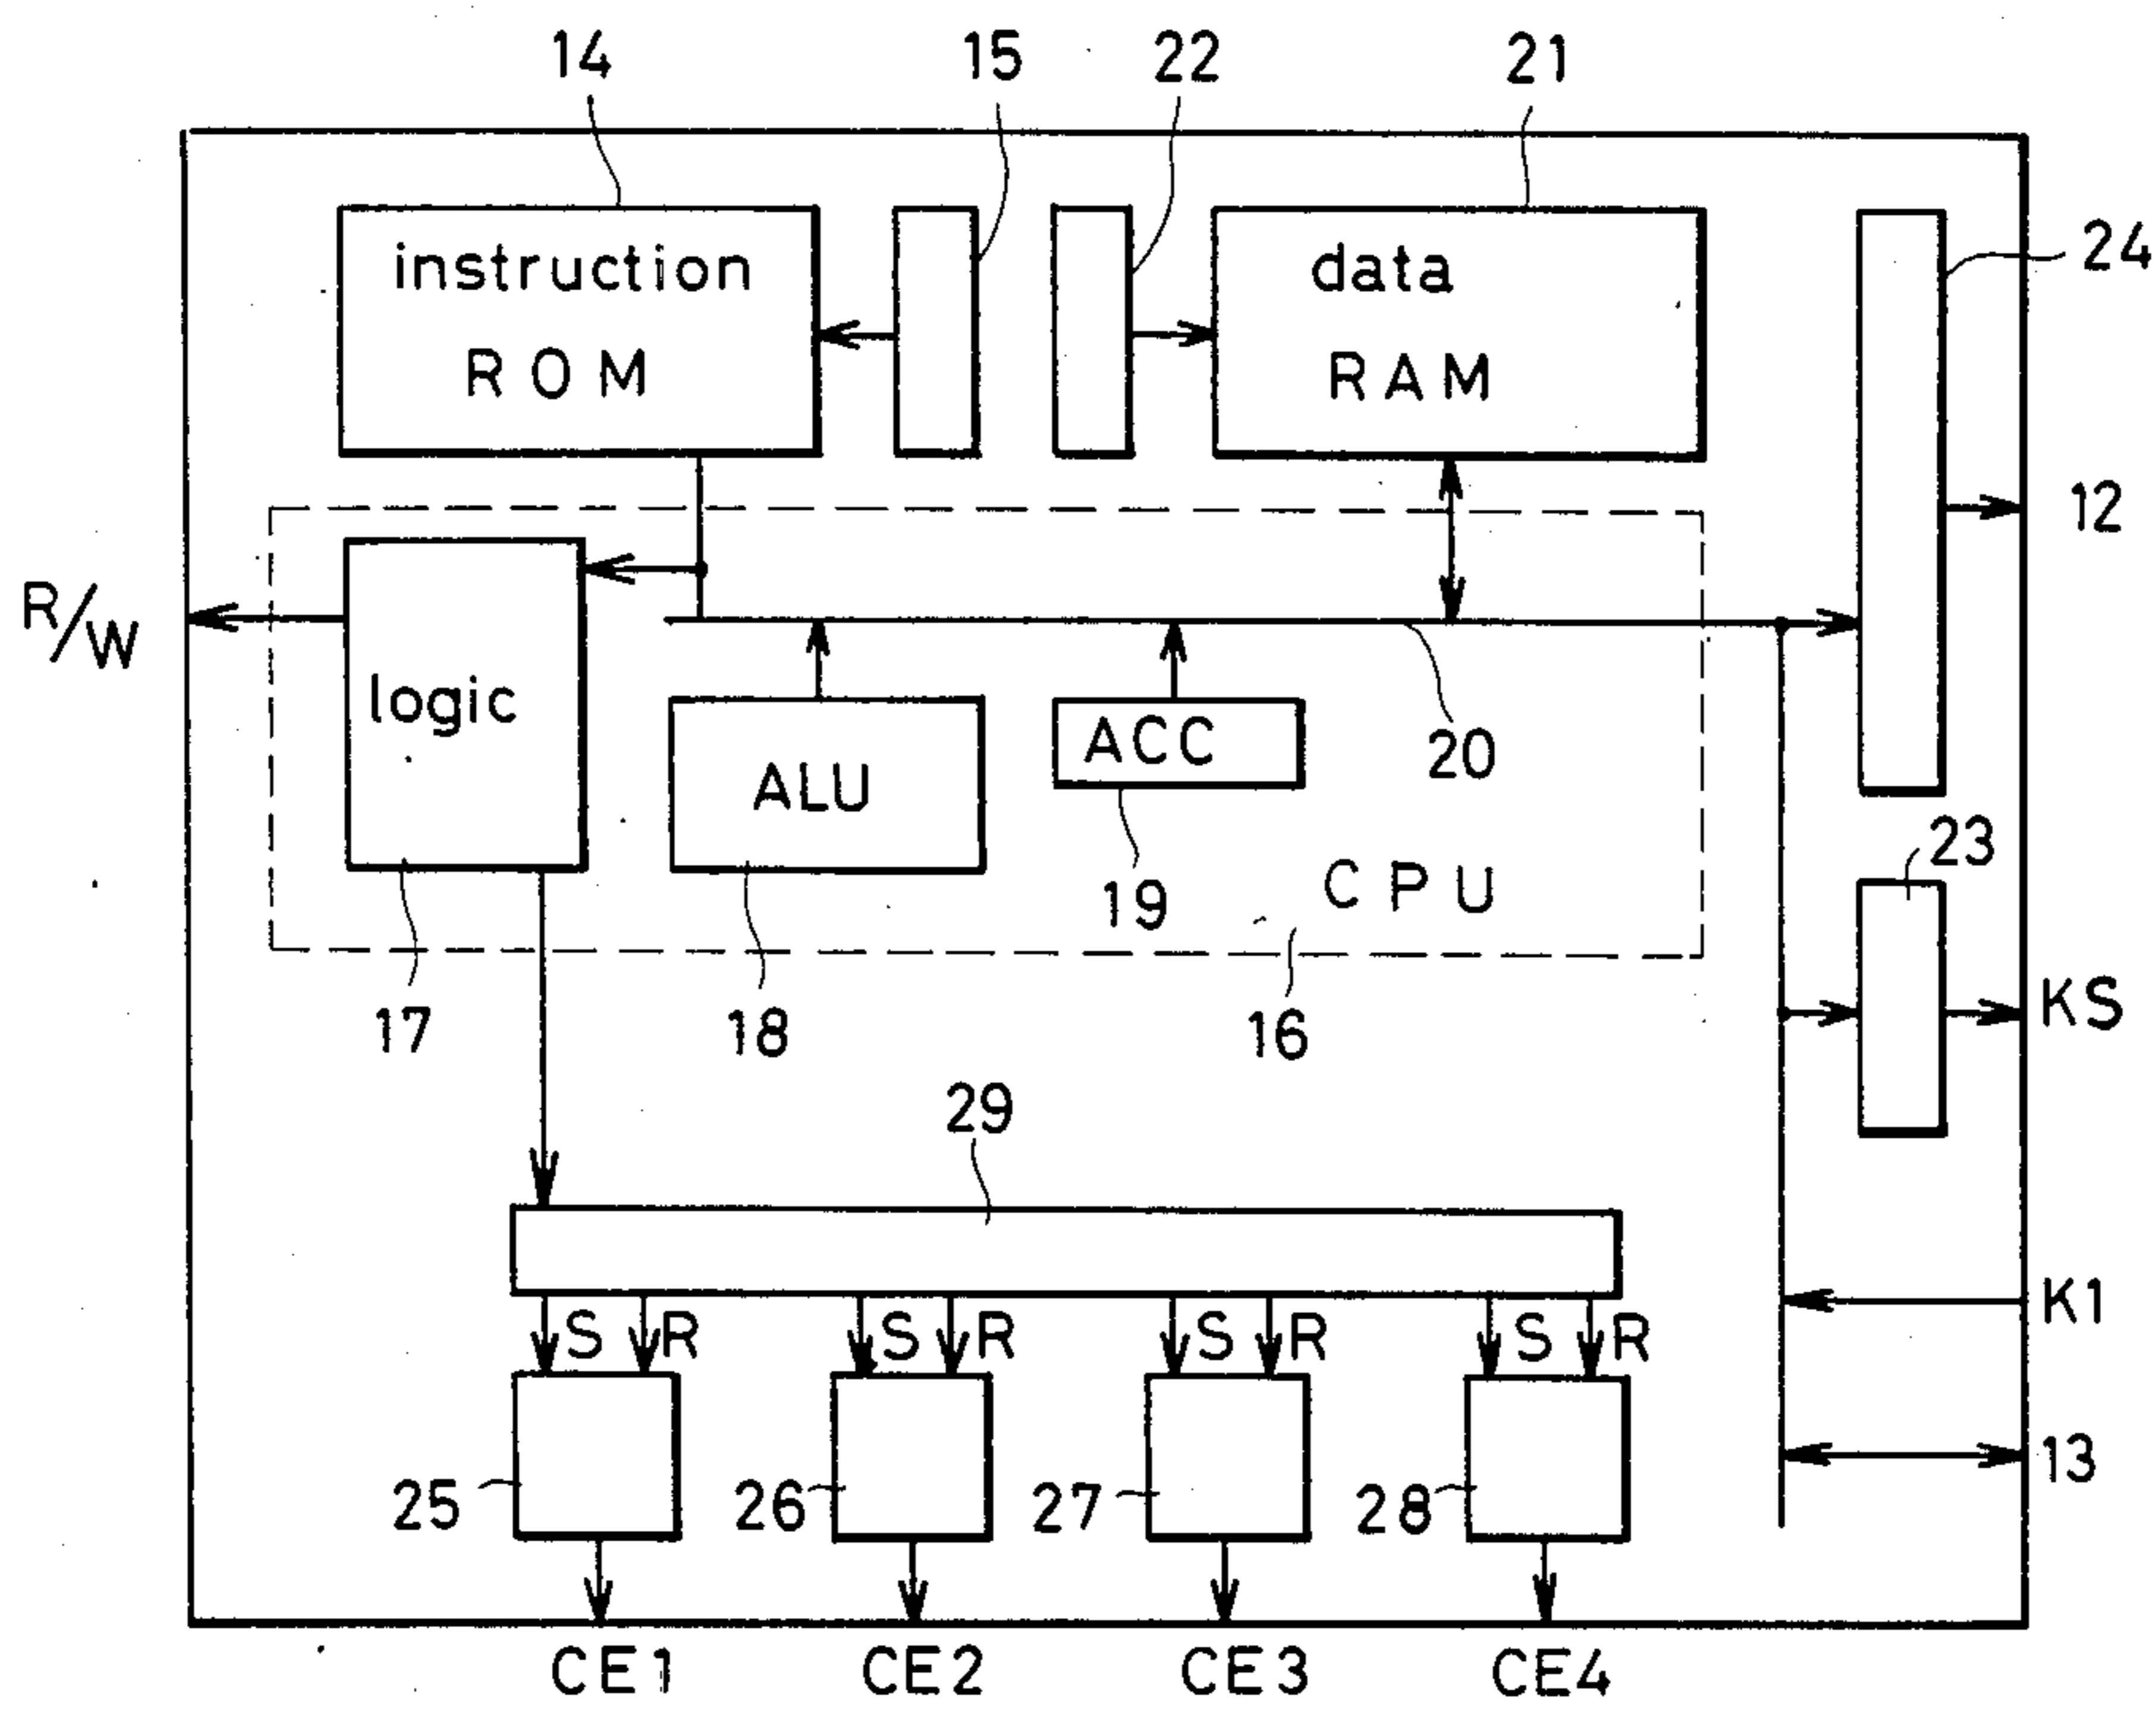 14 15 22 21
instruction
ROM
data
RAM
24
12
R/W
logic
ALU
ACC
20
19
CPU
23
17 18 16
KS
29
K1
S R S R S R S R
13
25 26 27 28
CE1 CE2 CE3 CE4